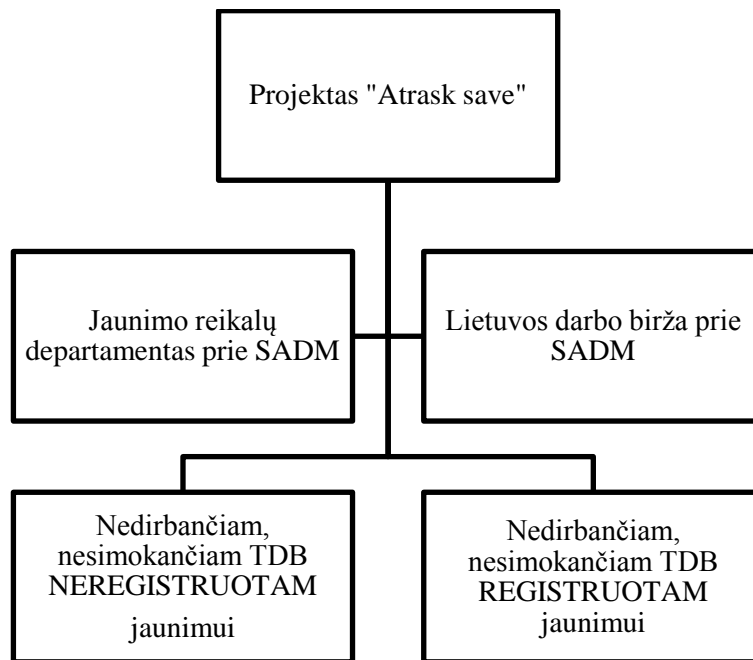 Projektas "Atrask save"
Jaunimo reikalų
departamentas prie SADM
Lietuvos darbo birža prie
SADM
Nedirbančiam,
nesimokančiam TDB
NEREGISTRUOTAM
jaunimui
Nedirbančiam,
nesimokančiam TDB
REGISTRUOTAM
jaunimui